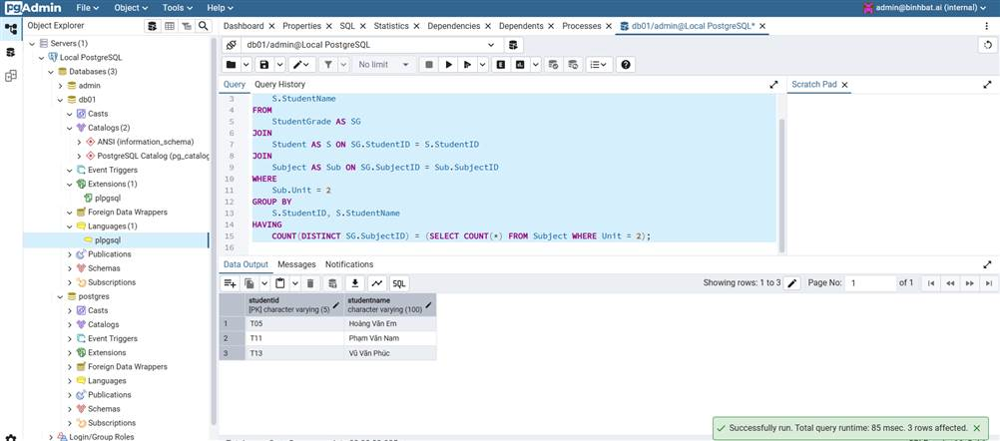 pgAdmin
File
Object
Tools
Help
admin@binhbat.ai (internal)
Object Explorer
Dashboard
Properties
SQL
Statistics
Dependencies
Dependents
Processes
db01/admin@Local PostgreSQL*
Servers (1)
Local PostgreSQL
Databases (3)
admin
db01
Casts
Catalogs (2)
ANSI (information_schema)
PostgreSQL Catalog (pg_catalog
Event Triggers
Extensions (1)
plpgsql
Foreign Data Wrappers
Languages (1)
plpgsql
Publications
Schemas
Subscriptions
postgres
Casts
Catalogs
Event Triggers
Extensions
Foreign Data Wrappers
Languages
Publications
Schemas
Subscriptions
Login/Group Roles
db01/admin@Local PostgreSQL
No limit
E
Query
Query History
Scratch Pad
3 S.StudentName
4 FROM
5 StudentGrade AS SG
6 JOIN
7 Student AS S ON SG.StudentID = S.StudentID
8 JOIN
9 Subject AS Sub ON SG.SubjectID = Sub.SubjectID
10 WHERE
11 Sub.Unit = 2
12 GROUP BY
13 S.StudentID, S.StudentName
14 HAVING
15 COUNT(DISTINCT SG.SubjectID) = (SELECT COUNT(*) FROM Subject WHERE Unit = 2);
16
Data Output
Messages
Notifications
SQL
Showing rows: 1 to 3
Page No:
1
of 1
studentid
[PK] character varying (5)
studentname
character varying (100)
1 T05 Hoàng Văn Em
2 T11 Phạm Văn Nam
3 T13 Vũ Văn Phúc
Successfully run. Total query runtime: 85 msec. 3 rows affected.